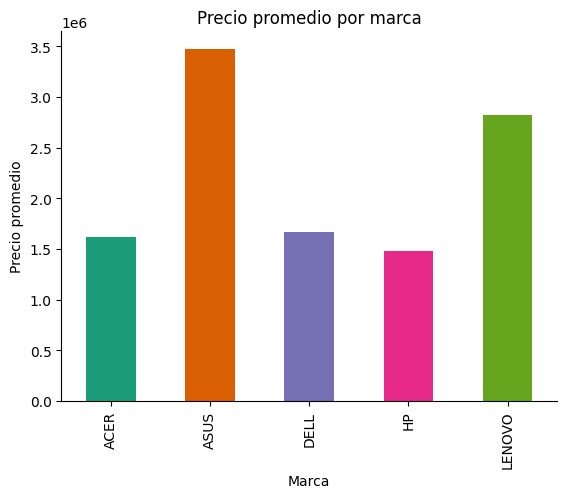 Precio promedio por marca
1e6
3.5
3.0
2.5
2.0
1.5
1.0
0.5
0.0
Precio promedio
ACER
ASUS
DELL
HP
LENOVO
Marca